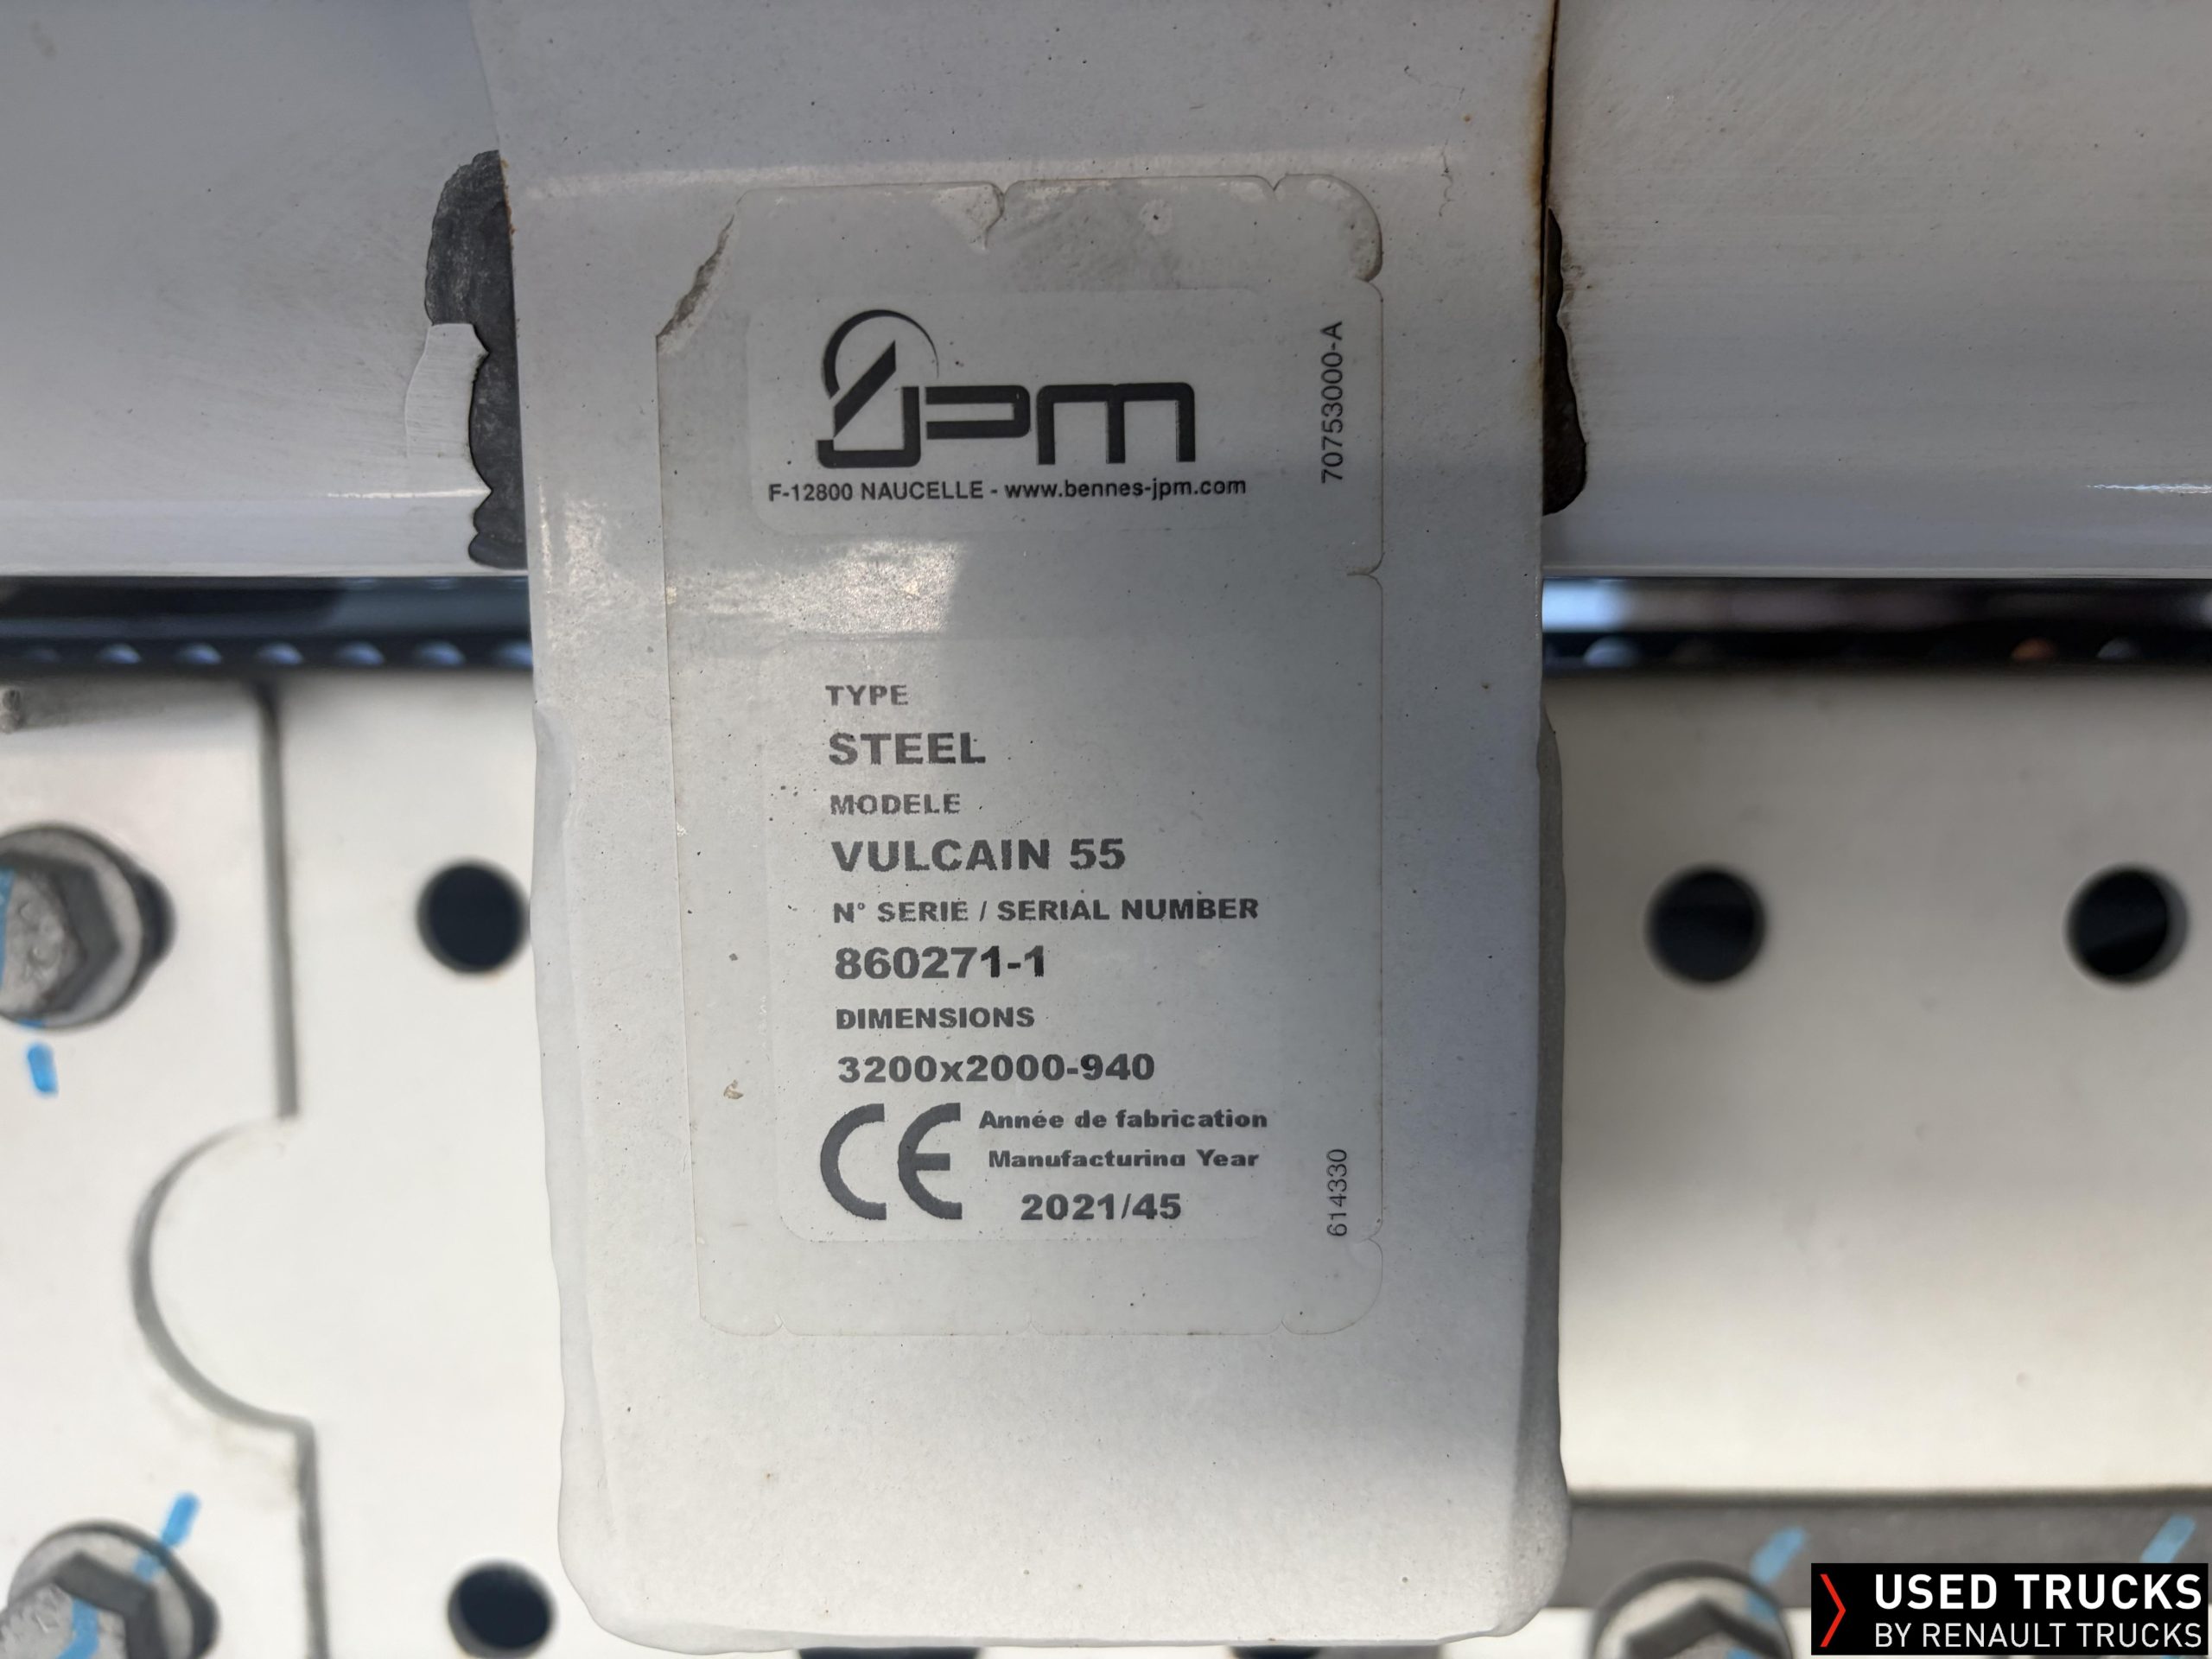 JPM
F-12800 NAUCELLE - www.bennes-jpm.com
70753000-A
TYPE
STEEL
MODELE
VULCAIN 55
N° SERIE / SERIAL NUMBER
860271-1
DIMENSIONS
3200x2000-940
CE
Année de fabrication
Manufacturing Year
2021/45
614330
USED TRUCKS
BY RENAULT TRUCKS